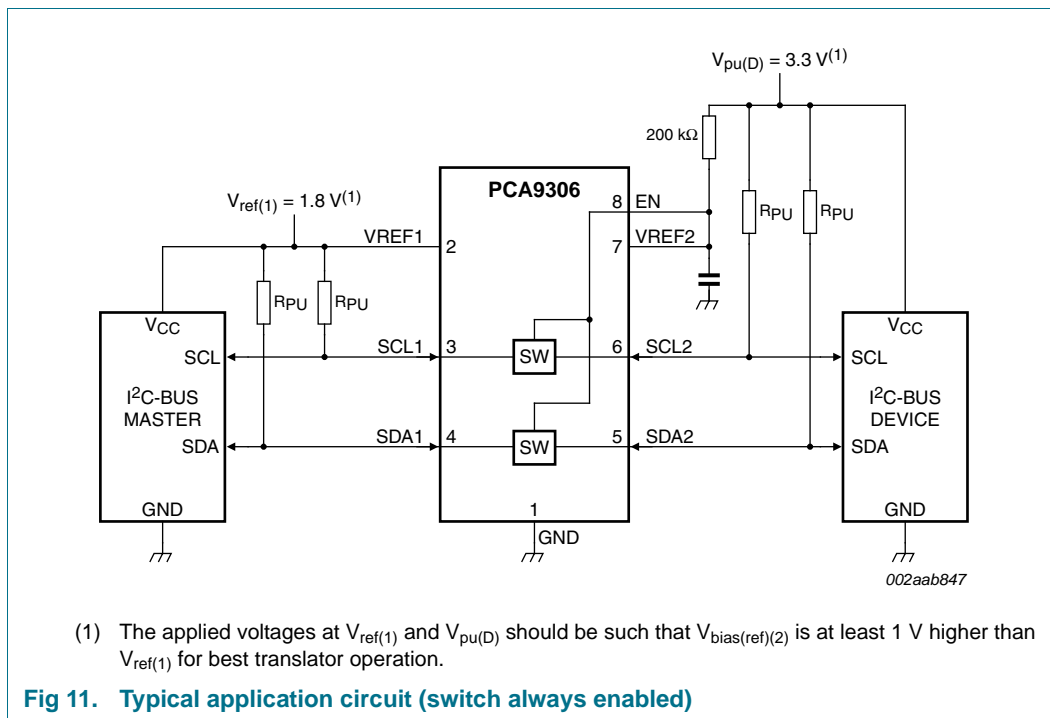 Vpu(D) = 3.3 V(1)
200 kΩ
PCA9306
Vref(1) = 1.8 V(1)
8 EN
RPU RPU
VREF1 2
7 VREF2
RPU RPU
VCC
VCC
SCL
SCL1 3
SW
6 SCL2
SCL
I2C-BUS
MASTER
I2C-BUS
DEVICE
SDA
SDA1 4
SW
5 SDA2
SDA
GND
1
GND
GND
002aab847
(1) The applied voltages at Vref(1) and Vpu(D) should be such that Vbias(ref)(2) is at least 1 V higher than
Vref(1) for best translator operation.
Fig 11. Typical application circuit (switch always enabled)